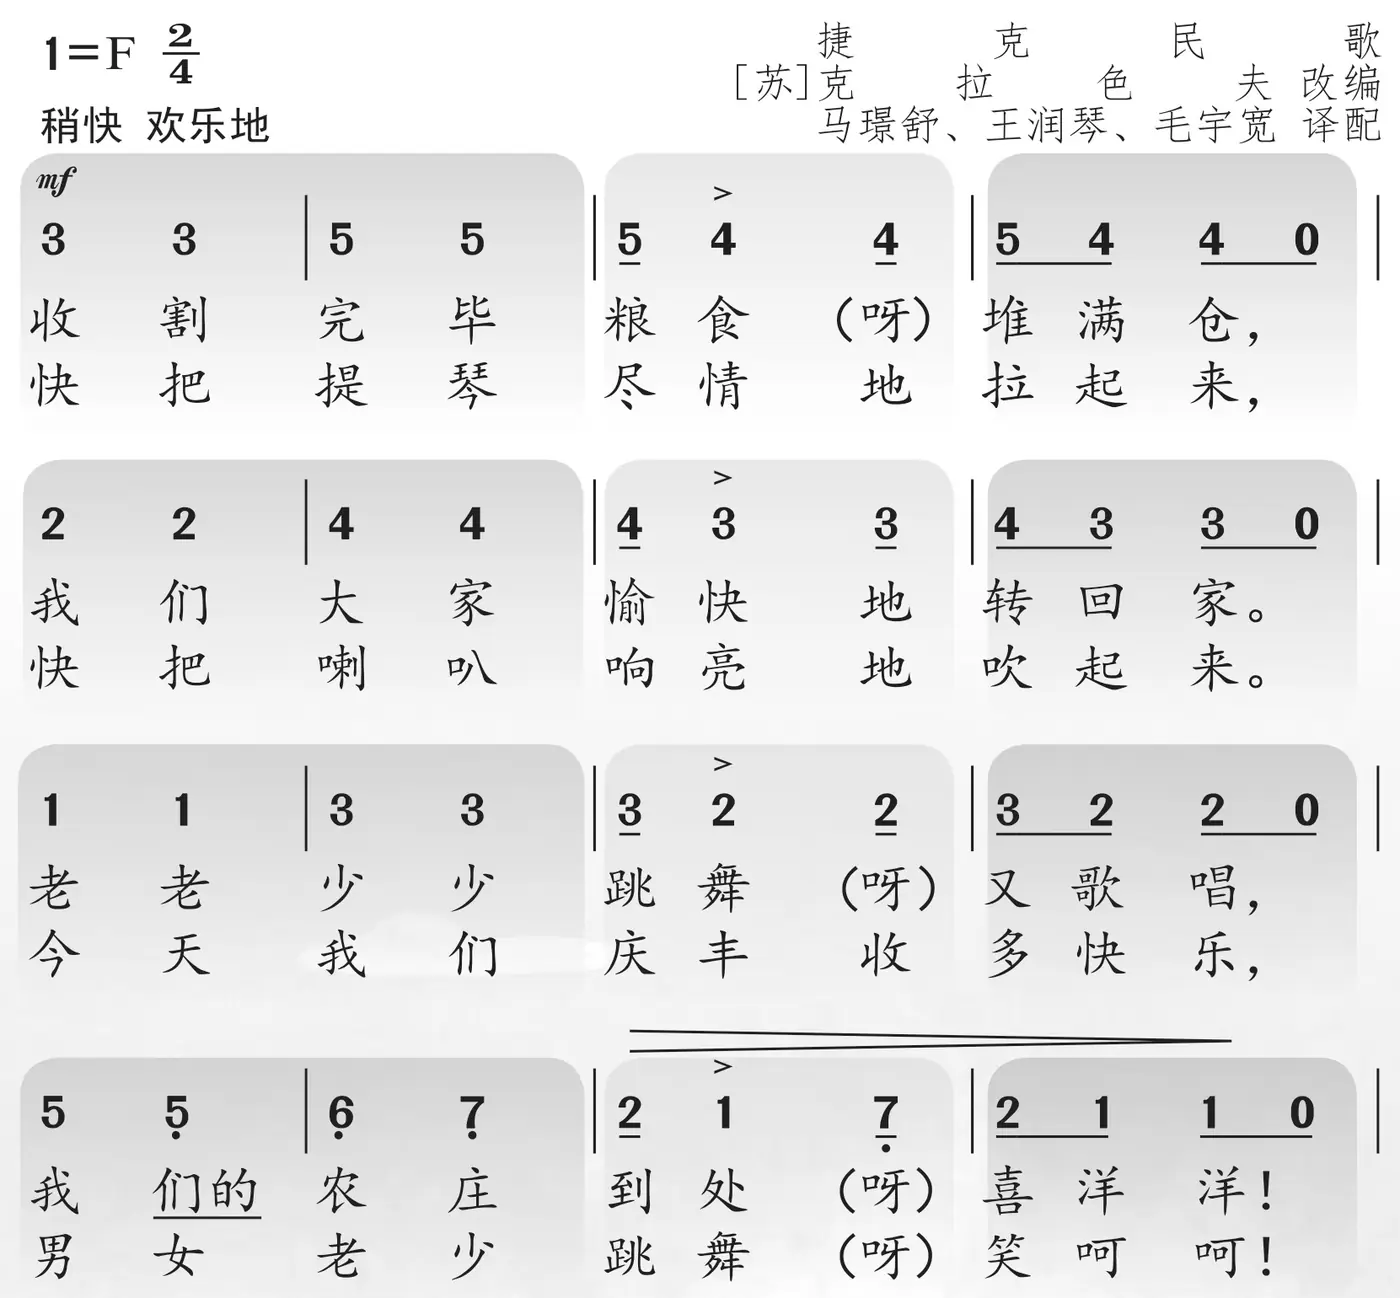 1=F 2/4
捷克民歌
[苏]克拉色夫改编
稍快 欢乐地
马璟舒、王润琴、毛宇宽 译配
mf
>
3 3 | 5 5 | 5 4 4 | 5 4 4 0 |
收割 完毕 粮食(呀)堆满仓,
快把 提琴 尽情地 拉起来,
>
2 2 | 4 4 | 4 3 3 | 4 3 3 0 |
我们 大家 愉快地 转回家。
快把 喇叭 响亮地 吹起来。
>
1 1 | 3 3 | 3 2 2 | 3 2 2 0 |
老老 少少 跳舞(呀)又歌唱,
今天 我们 庆丰收 多快乐,
>
5 5̣ | 6̣ 7̣ | 2 1 7̣ | 2 1 1 0 |
我们的 农庄 到处(呀)喜洋洋!
男女 老少 跳舞(呀)笑呵呵!